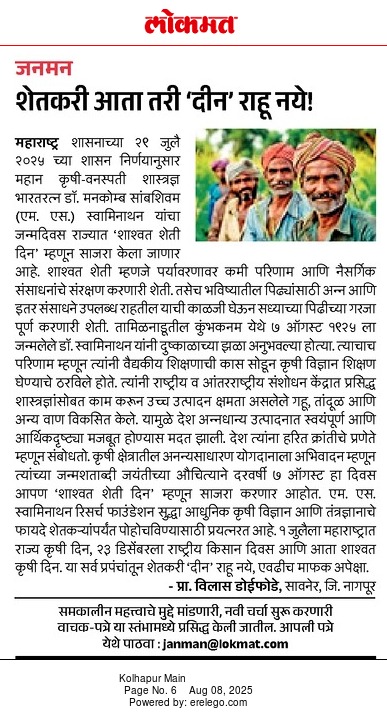 लोकमत
जनमन
शेतकरी आता तरी ‘दीन’ राहू नये!
महाराष्ट्र शासनाच्या २९ जुलै
२०२५ च्या शासन निर्णयानुसार
महान कृषी-वनस्पती शास्त्रज्ञ
भारतरत्न डॉ. मनकोम्ब सांबशिवम
(एम. एस.) स्वामिनाथन यांचा
जन्मदिवस राज्यात ‘शाश्वत शेती
दिन’ म्हणून साजरा केला जाणार
आहे. शाश्वत शेती म्हणजे पर्यावरणावर कमी परिणाम आणि नैसर्गिक
संसाधनांचे संरक्षण करणारी शेती. तसेच भविष्यातील पिढ्यांसाठी अन्न आणि
इतर संसाधने उपलब्ध राहतील याची काळजी घेऊन सध्याच्या पिढीच्या गरजा
पूर्ण करणारी शेती. तामिळनाडूतील कुंभकनम येथे ७ ऑगस्ट १९२५ ला
जन्मलेले डॉ. स्वामिनाथन यांनी दुष्काळाच्या झळा अनुभवल्या होत्या. त्याचाच
परिणाम म्हणून त्यांनी वैद्यकीय शिक्षणाची कास सोडून कृषी विज्ञान शिक्षण
घेण्याचे ठरविले होते. त्यांनी राष्ट्रीय व आंतरराष्ट्रीय संशोधन केंद्रात प्रसिद्ध
शास्त्रज्ञांसोबत काम करून उच्च उत्पादन क्षमता असलेले गहू, तांदूळ आणि
अन्य वाण विकसित केले. यामुळे देश अन्नधान्य उत्पादनात स्वयंपूर्ण आणि
आर्थिकदृष्ट्या मजबूत होण्यास मदत झाली. देश त्यांना हरित क्रांतीचे प्रणेते
म्हणून संबोधतो. कृषी क्षेत्रातील अनन्यसाधारण योगदानाला अभिवादन म्हणून
त्यांच्या जन्मशताब्दी जयंतीच्या औचित्याने दरवर्षी ७ ऑगस्ट हा दिवस
आपण ‘शाश्वत शेती दिन’ म्हणून साजरा करणार आहोत. एम. एस.
स्वामिनाथन रिसर्च फाउंडेशन सुद्धा आधुनिक कृषी विज्ञान आणि तंत्रज्ञानाचे
फायदे शेतकऱ्यांपर्यंत पोहोचविण्यासाठी प्रयत्नरत आहे. १ जुलैला महाराष्ट्रात
राज्य कृषी दिन, २३ डिसेंबरला राष्ट्रीय किसान दिवस आणि आता शाश्वत
कृषी दिन. या सर्व प्रपंचांतून शेतकरी ‘दीन’ राहू नये, एवढीच माफक अपेक्षा.
- प्रा. विलास डोईफोडे, सावनेर, जि. नागपूर
समकालीन महत्त्वाचे मुद्दे मांडणारी, नवी चर्चा सुरू करणारी
वाचक-पत्रे या स्तंभामध्ये प्रसिद्ध केली जातील. आपली पत्रे
येथे पाठवा : janman@lokmat.com
Kolhapur Main
Page No. 6 Aug 08, 2025
Powered by: erelego.com